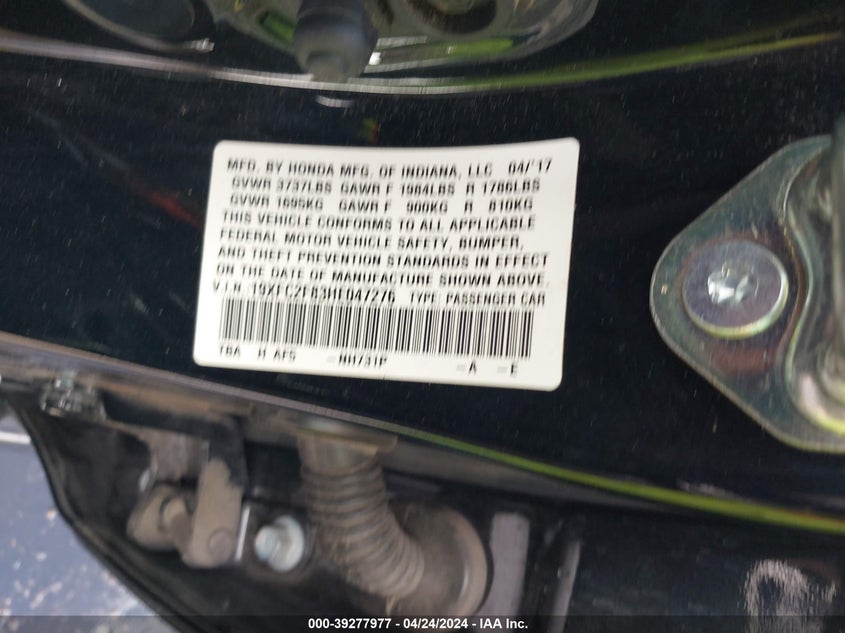 MFD. BY HONDA MFG. OF INDIANA, LLC 04/'17
GVWR 3737LBS GAWR F 1984LBS R 1786LBS
GVWR 1695KG GAWR F 900KG R 810KG
THIS VEHICLE CONFORMS TO ALL APPLICABLE
FEDERAL MOTOR VEHICLE SAFETY, BUMPER,
AND THEFT PREVENTION STANDARDS IN EFFECT
ON THE DATE OF MANUFACTURE SHOWN ABOVE.
V.I.N. 19XFC2F83HE047276 TYPE: PASSENGER CAR
TBA H AFS =NH731P =A =E
000-39277977 - 04/24/2024 - IAA Inc.